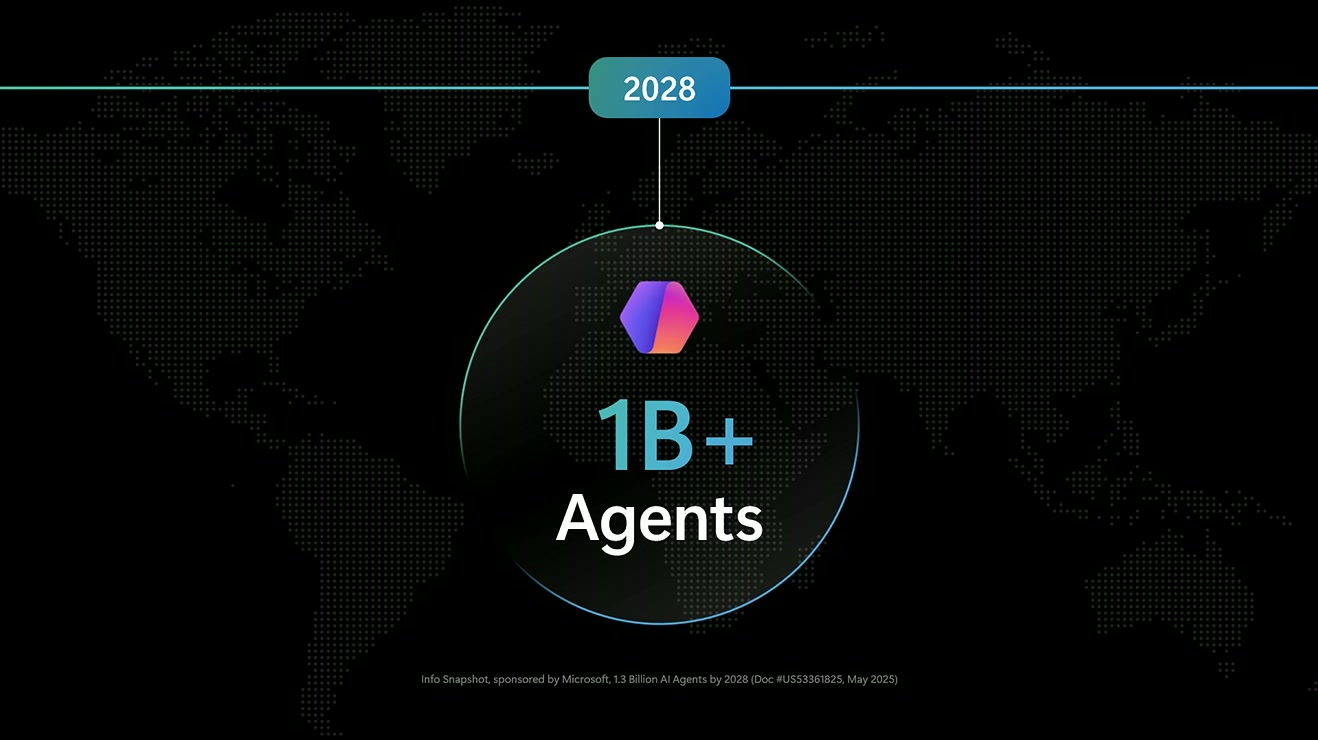 2028
1B+
Agents
Info Snapshot, sponsored by Microsoft, 1.3 Billion AI Agents by 2028 (Doc #US53361825, May 2025)